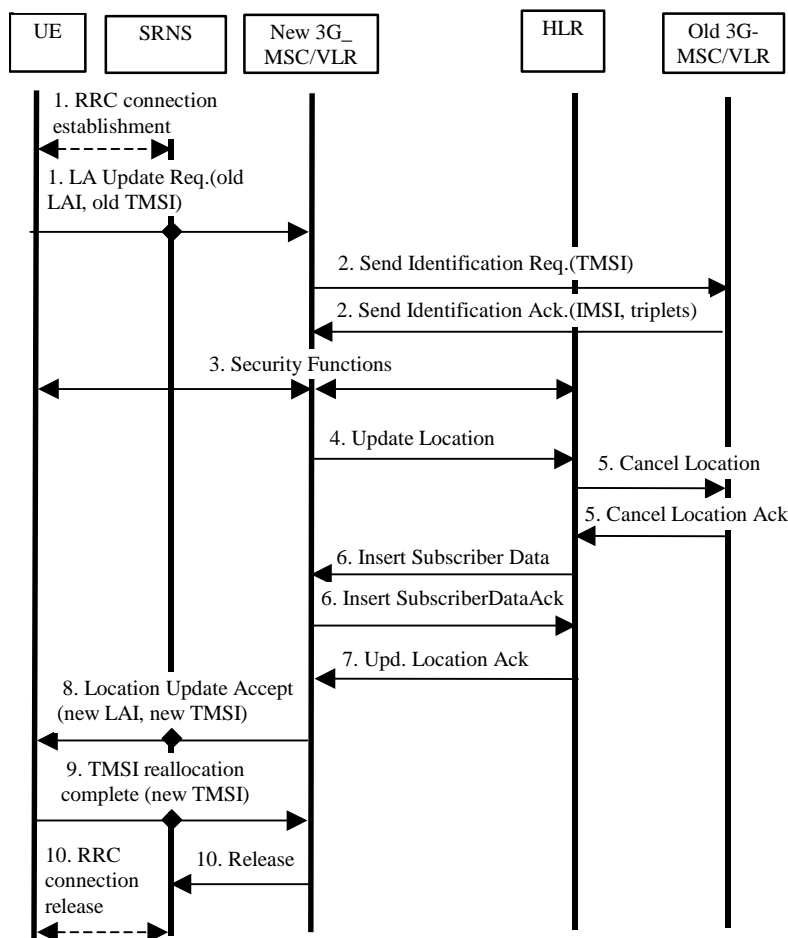 UE
SRNS
New 3G_
MSC/VLR
HLR
Old 3G-
MSC/VLR
1. RRC connection
establishment
1. LA Update Req.(old
LAI, old TMSI)
2. Send Identification Req.(TMSI)
2. Send Identification Ack.(IMSI, triplets)
3. Security Functions
4. Update Location
5. Cancel Location
5. Cancel Location Ack
6. Insert Subscriber Data
6. Insert SubscriberDataAck
7. Upd. Location Ack
8. Location Update Accept
(new LAI, new TMSI)
9. TMSI reallocation
complete (new TMSI)
10. RRC
connection
release
10. Release